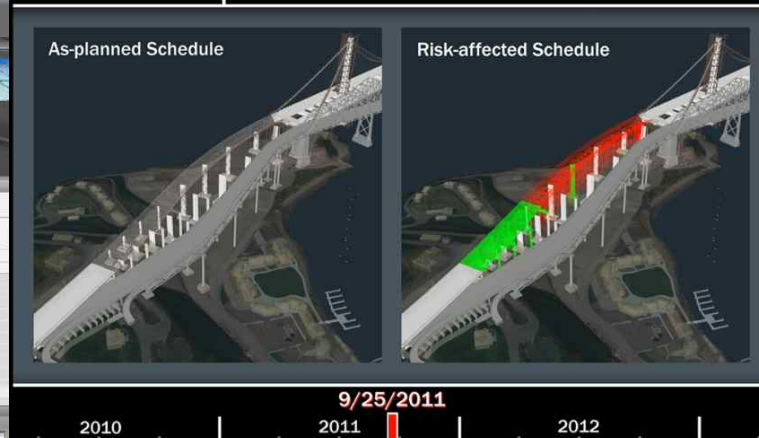 As-planned Schedule
Risk-affected Schedule
9/25/2011
2010 2011 2012